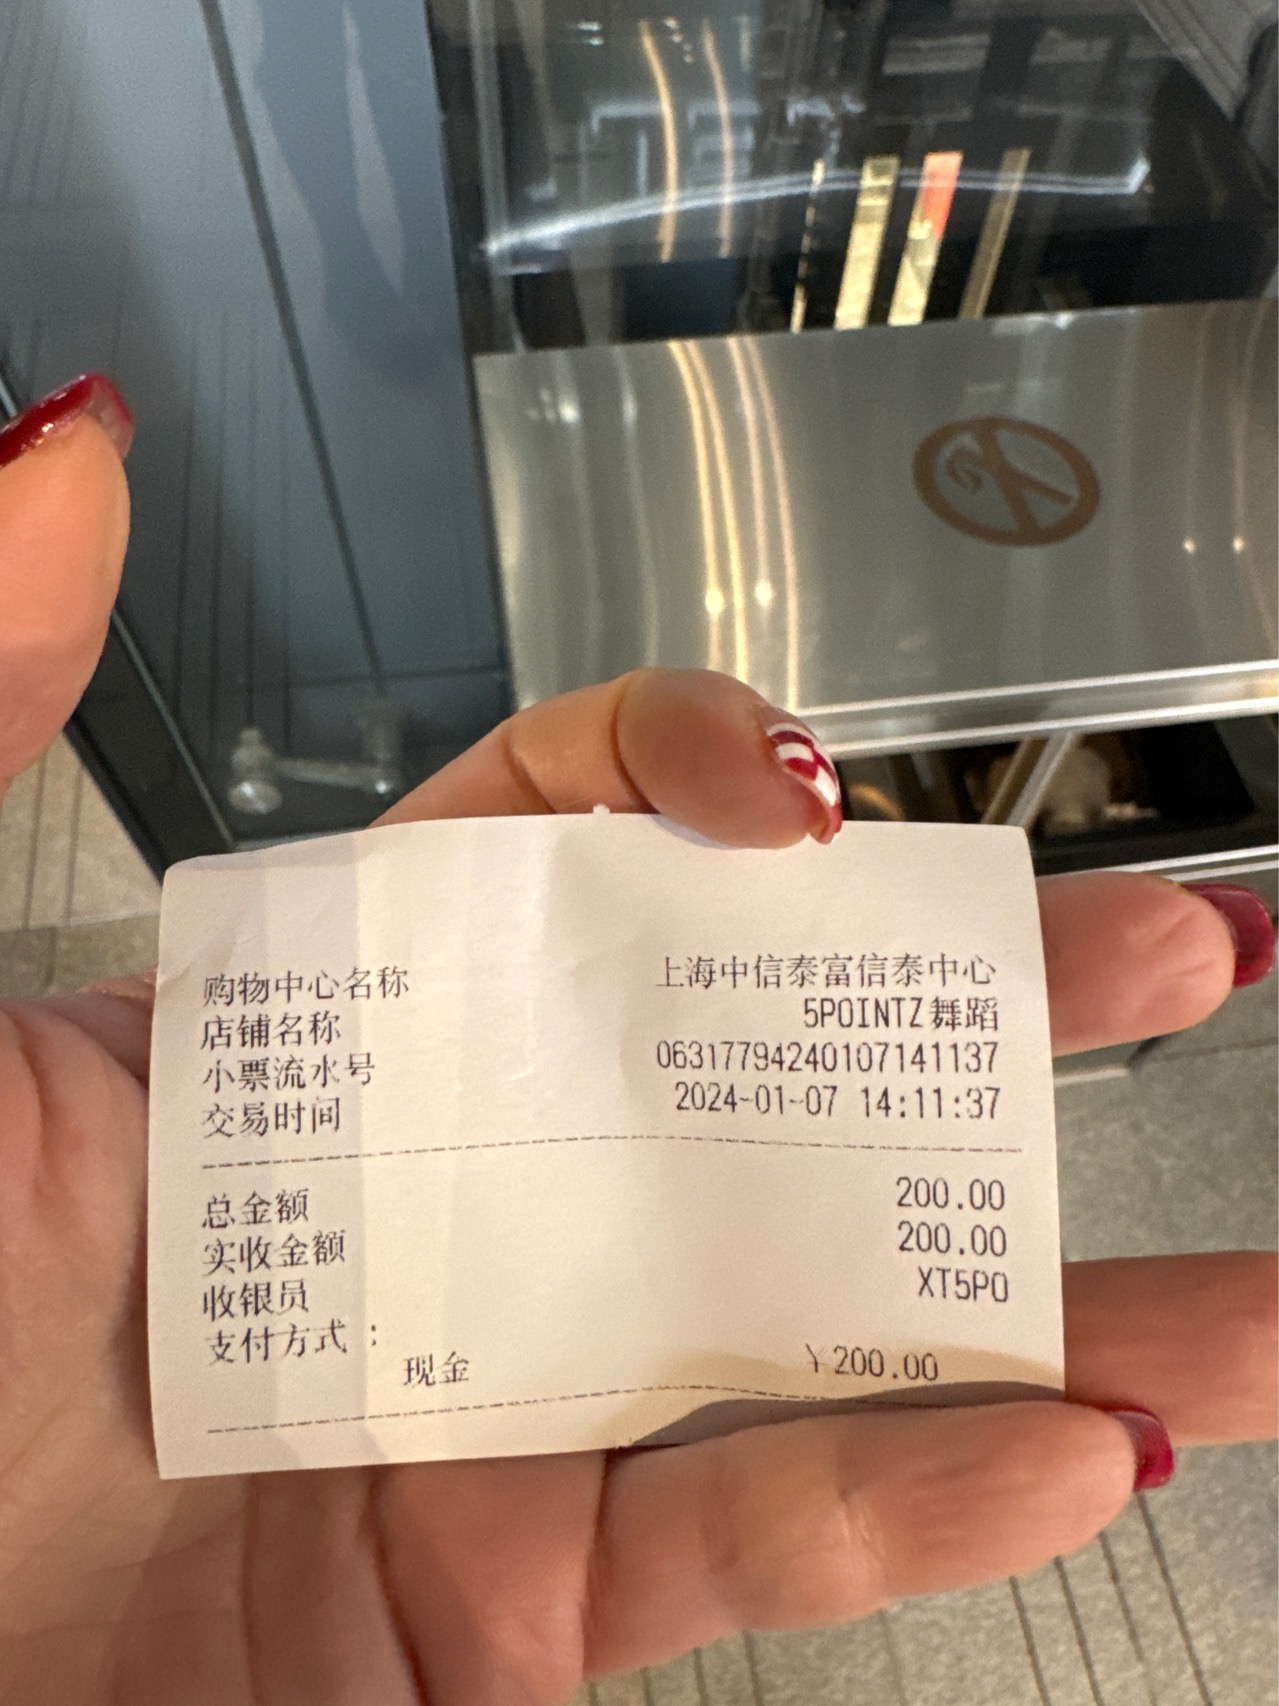 购物中心名称 上海中信泰富信泰中心
店铺名称 5POINTZ舞蹈
小票流水号 06317794240107141137
交易时间 2024-01-07 14:11:37
总金额 200.00
实收金额 200.00
收银员 XT5PO
支付方式：
现金 ￥200.00